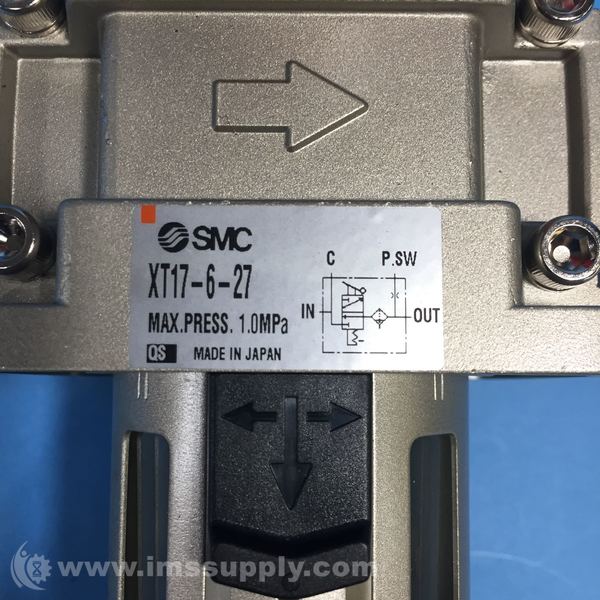 SMC
XT17-6-27
MAX.PRESS. 1.0MPa
QS MADE IN JAPAN
C P.SW
IN OUT
www.imssupply.com